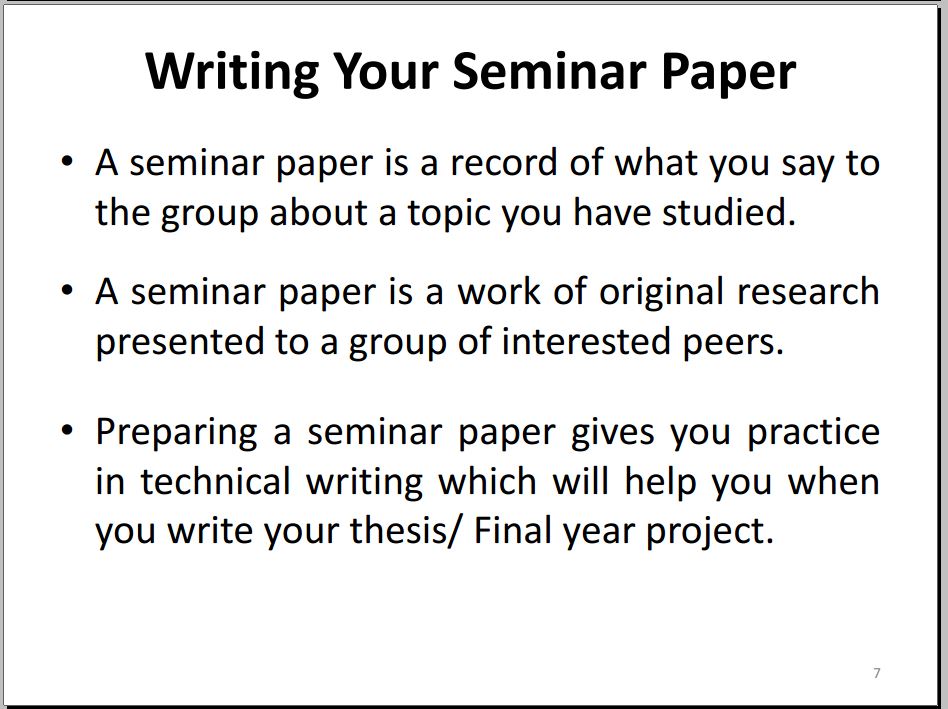 Writing Your Seminar Paper
• A seminar paper is a record of what you say to
the group about a topic you have studied.
• A seminar paper is a work of original research
presented to a group of interested peers.
• Preparing a seminar paper gives you practice
in technical writing which will help you when
you write your thesis/ Final year project.
7